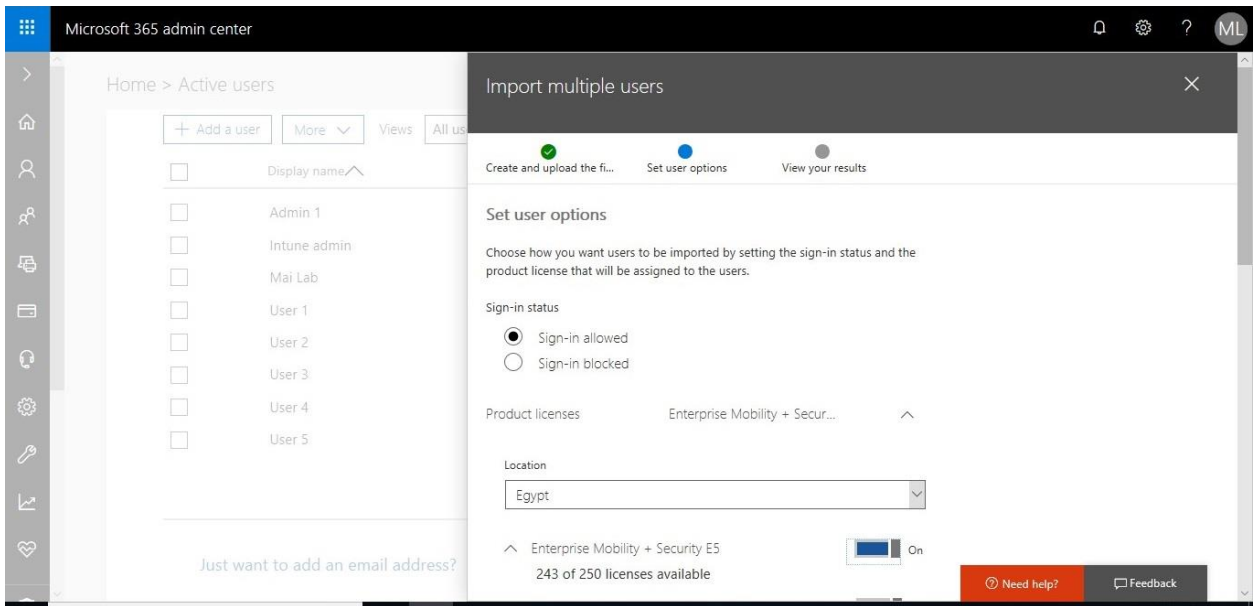 Microsoft 365 admin center
ML
Home > Active users
+ Add a user
More
Views
All us
Display name
Admin 1
Intune admin
Mai Lab
User 1
User 2
User 3
User 4
User 5
Just want to add an email address?
Import multiple users
Create and upload the fi...
Set user options
View your results
Set user options
Choose how you want users to be imported by setting the sign-in status and the
product license that will be assigned to the users.
Sign-in status
Sign-in allowed
Sign-in blocked
Product licenses
Enterprise Mobility + Secur...
Location
Egypt
Enterprise Mobility + Security E5
On
243 of 250 licenses available
Need help?
Feedback